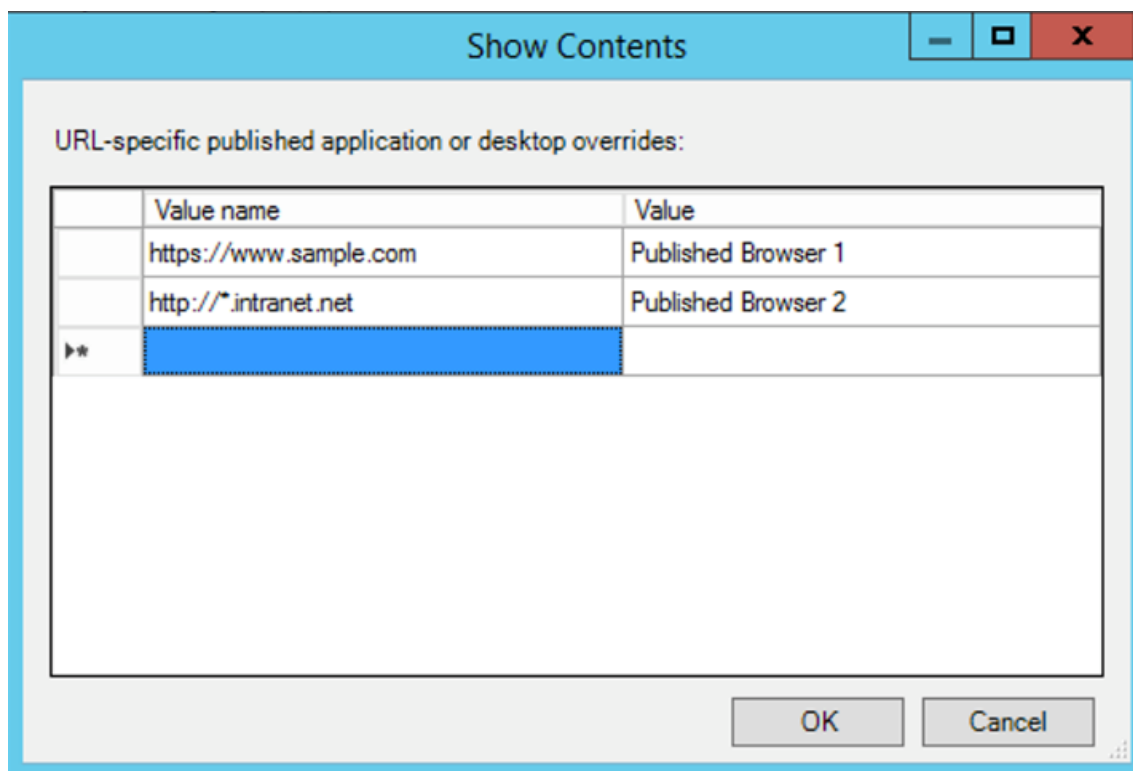 Show Contents
URL-specific published application or desktop overrides:
Value name Value
https://www.sample.com Published Browser 1
http://*.intranet.net Published Browser 2
OK Cancel